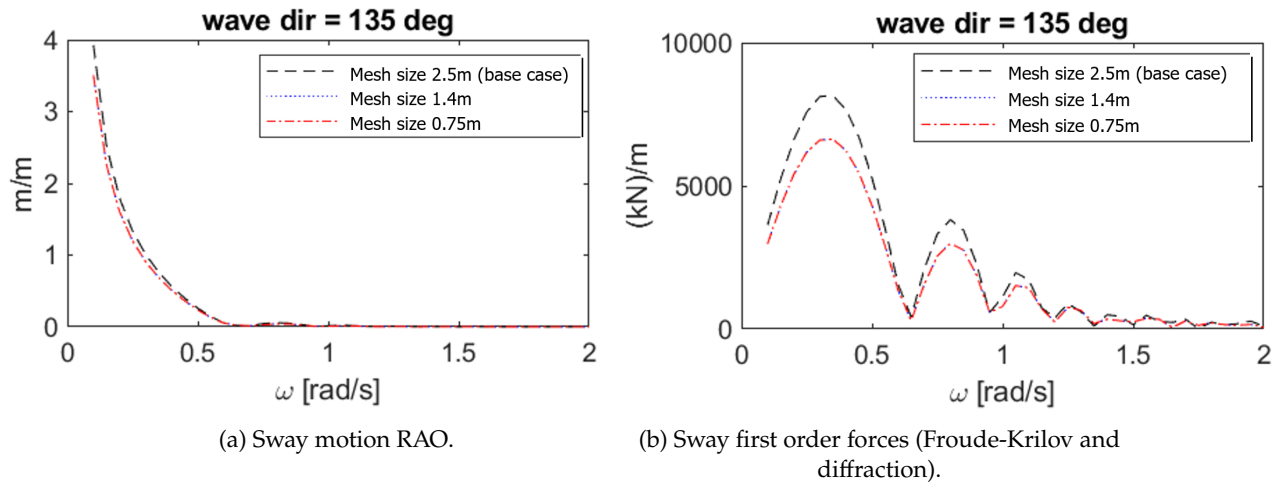 wave dir = 135 deg
4
3
2
1
0
m/m
Mesh size 2.5m (base case)
Mesh size 1.4m
Mesh size 0.75m
0
0.5
1
1.5
2
ω [rad/s]
(a) Sway motion RAO.
wave dir = 135 deg
10000
5000
0
(kN)/m
Mesh size 2.5m (base case)
Mesh size 1.4m
Mesh size 0.75m
0
0.5
1
1.5
2
ω [rad/s]
(b) Sway first order forces (Froude-Krilov and
diffraction).